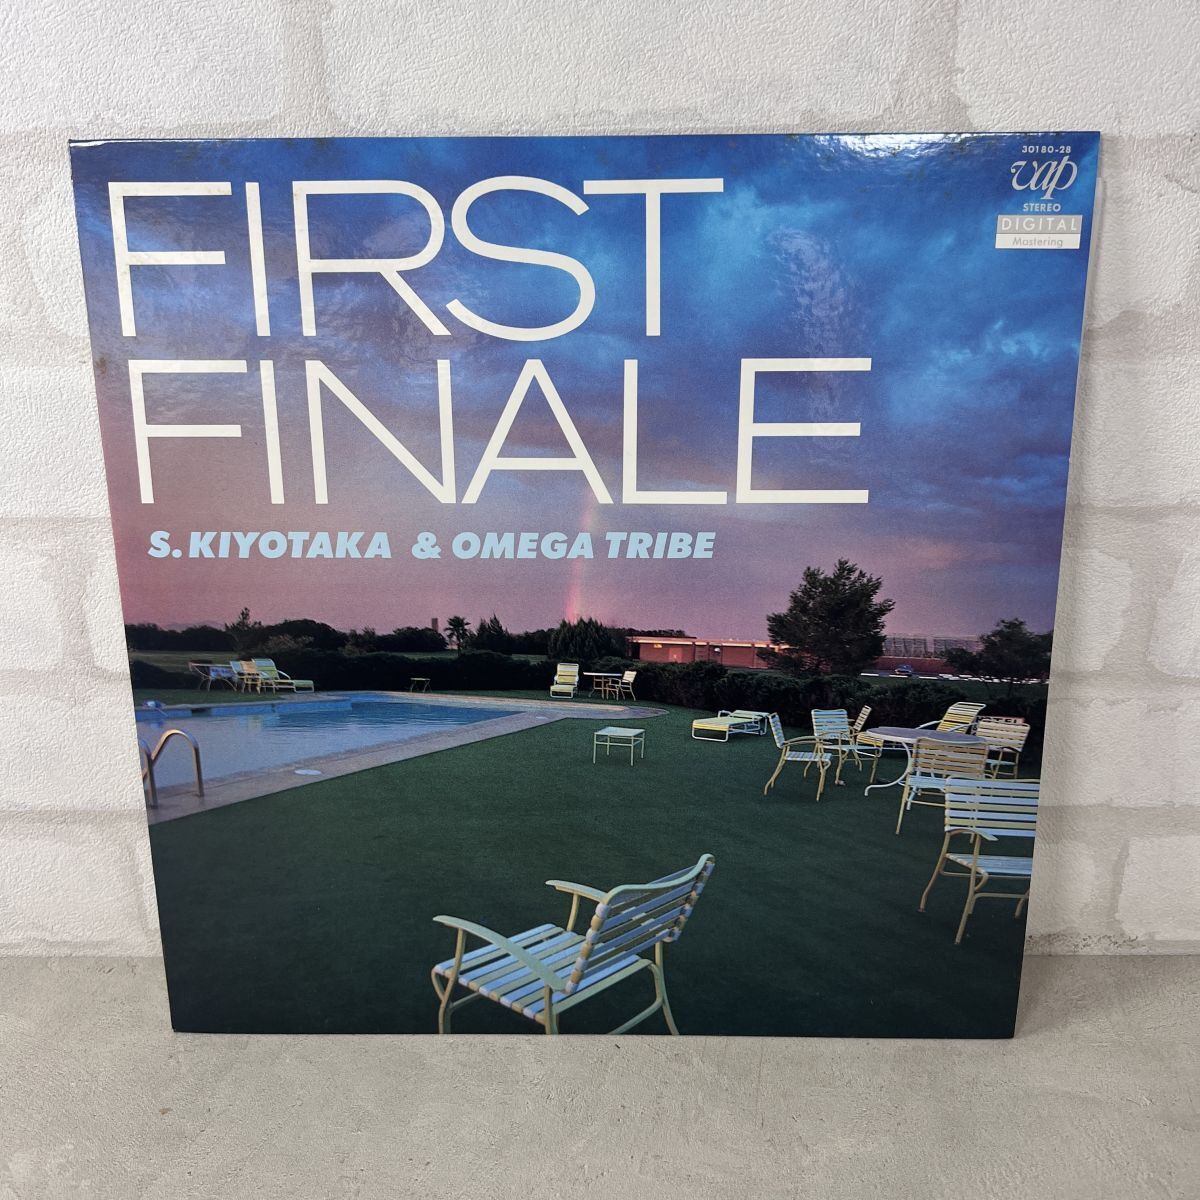 30180-28
vap
STEREO
DIGITAL
Mastering
FIRST
FINALE
S. KIYOTAKA & OMEGA TRIBE